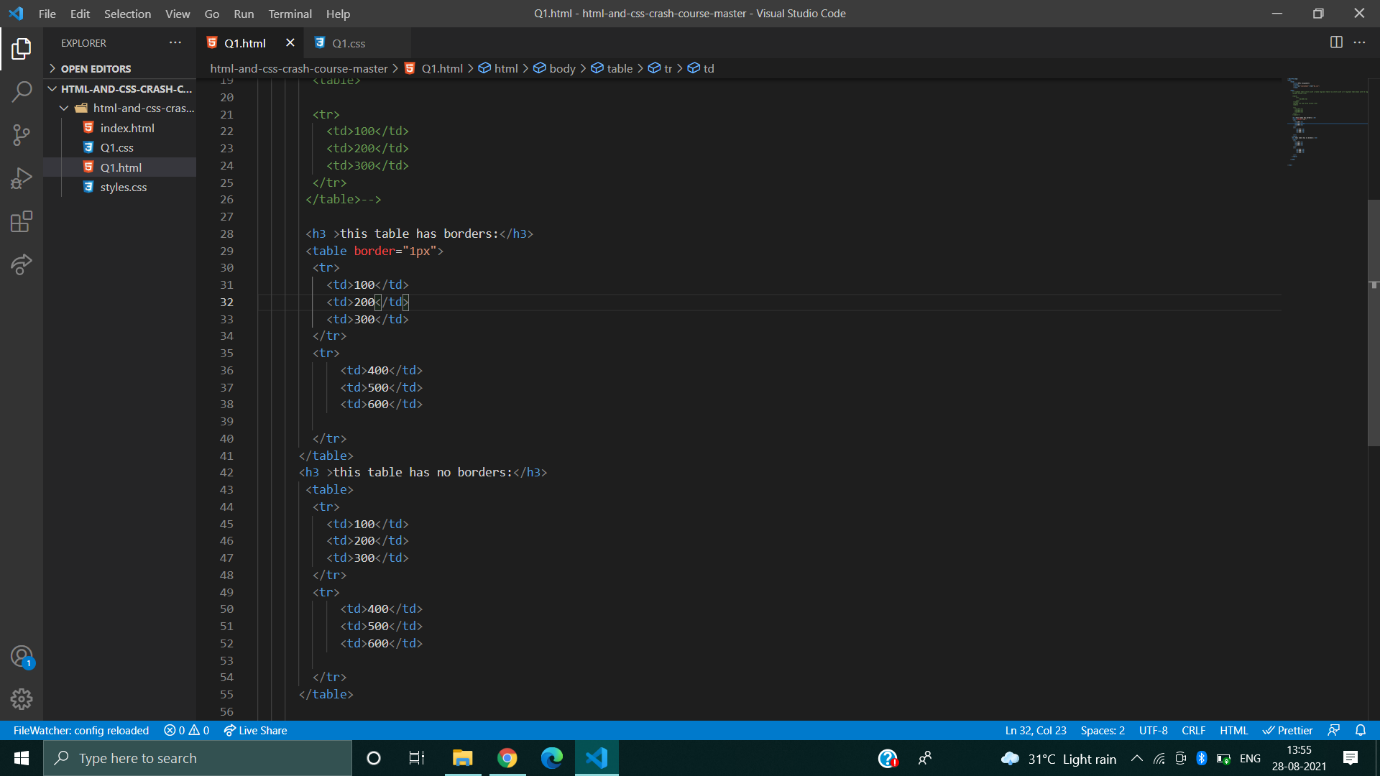 File Edit Selection View Go Run Terminal Help Q1.html - html-and-css-crash-course-master - Visual Studio Code
EXPLORER ··· Q1.html Q1.css ···
OPEN EDITORS
html-and-css-crash-course-master > Q1.html > html > body > table > tr > td
HTML-AND-CSS-CRASH-C...
html-and-css-cras...
index.html
Q1.css
Q1.html
styles.css
19 <table>
20
21 <tr>
22 <td>100</td>
23 <td>200</td>
24 <td>300</td>
25 </tr>
26 </table>-->
27
28 <h3 >this table has borders:</h3>
29 <table border="1px">
30 <tr>
31 <td>100</td>
32 <td>200</td>
33 <td>300</td>
34 </tr>
35 <tr>
36 <td>400</td>
37 <td>500</td>
38 <td>600</td>
39
40 </tr>
41 </table>
42 <h3 >this table has no borders:</h3>
43 <table>
44 <tr>
45 <td>100</td>
46 <td>200</td>
47 <td>300</td>
48 </tr>
49 <tr>
50 <td>400</td>
51 <td>500</td>
52 <td>600</td>
53
54 </tr>
55 </table>
56
1
FileWatcher: config reloaded 0 0 Live Share Ln 32, Col 23 Spaces: 2 UTF-8 CRLF HTML Prettier
Type here to search 31°C Light rain ENG 13:55
28-08-2021